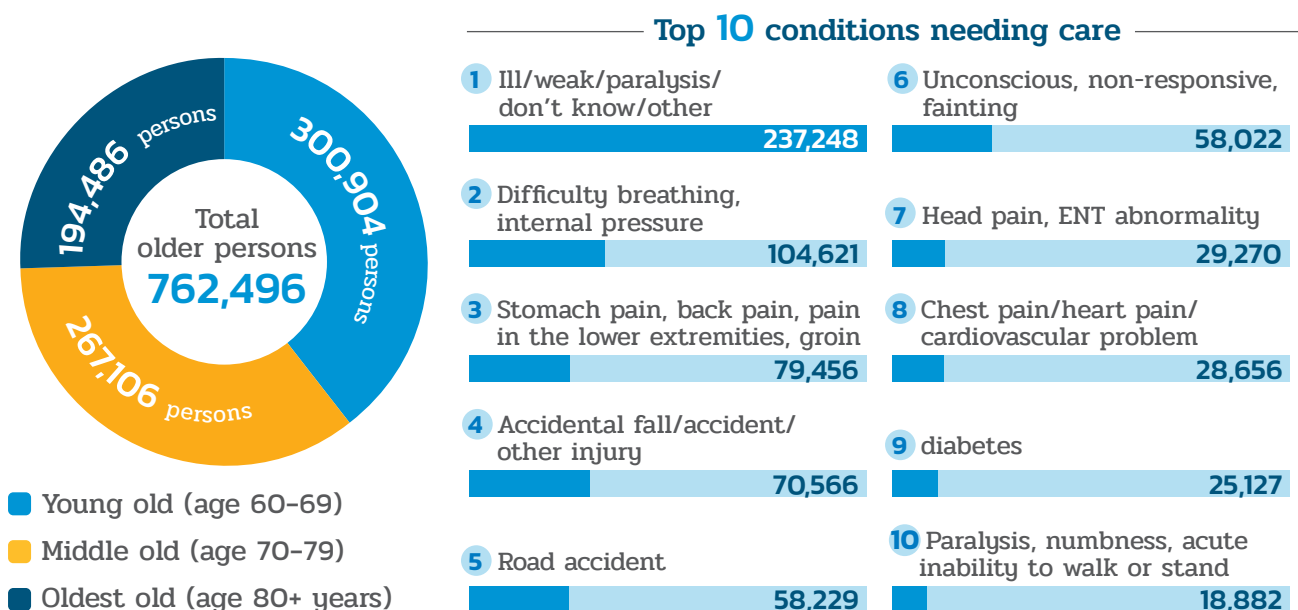 300,904 persons
267,106 persons
194,486 persons
Total
older persons
762,496
Young old (age 60-69)
Middle old (age 70-79)
Oldest old (age 80+ years)
Top 10 conditions needing care
1 Ill/weak/paralysis/
don't know/other
237,248
2 Difficulty breathing,
internal pressure
104,621
3 Stomach pain, back pain, pain
in the lower extremities, groin
79,456
4 Accidental fall/accident/
other injury
70,566
5 Road accident
58,229
6 Unconscious, non-responsive,
fainting
58,022
7 Head pain, ENT abnormality
29,270
8 Chest pain/heart pain/
cardiovascular problem
28,656
9 diabetes
25,127
10 Paralysis, numbness, acute
inability to walk or stand
18,882